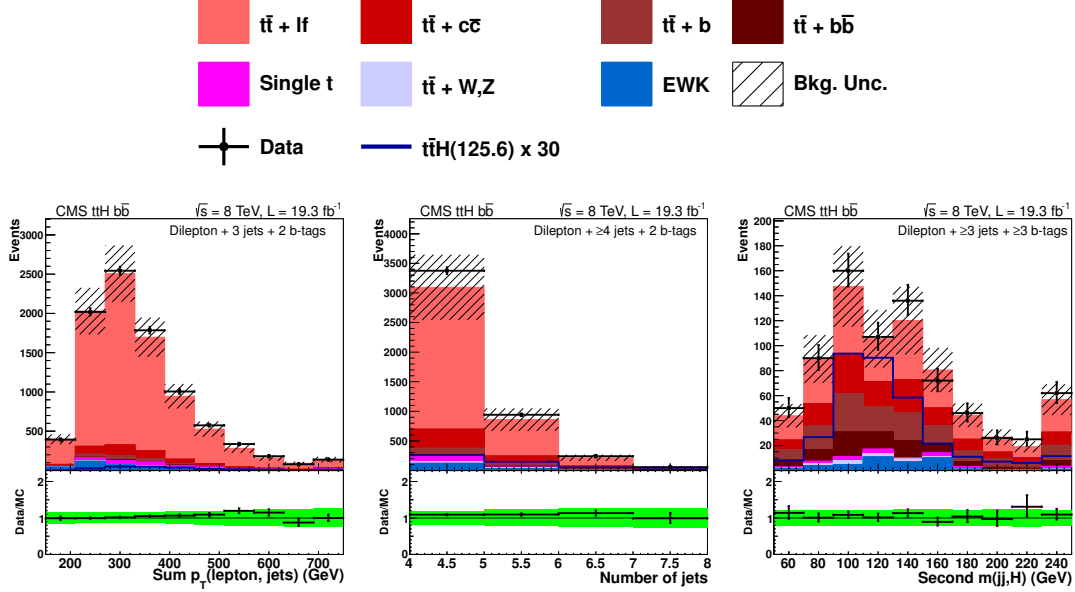 tt̄ + lf tt̄ + cc̄ tt̄ + b tt̄ + bb̄
Single t tt̄ + W,Z EWK Bkg. Unc.
Data tt̄H(125.6) x 30
CMS ttH bb̄ √s = 8 TeV, L = 19.3 fb⁻¹
Dilepton + 3 jets + 2 b-tags
Events
3000
2500
2000
1500
1000
500
Data/MC
2
1
0
200 300 400 500 600 700
Sum p_T(lepton, jets) (GeV)
CMS ttH bb̄ √s = 8 TeV, L = 19.3 fb⁻¹
Dilepton + ≥4 jets + 2 b-tags
Events
4000
3500
3000
2500
2000
1500
1000
500
Data/MC
2
1
0
4 4.5 5 5.5 6 6.5 7 7.5 8
Number of jets
CMS ttH bb̄ √s = 8 TeV, L = 19.3 fb⁻¹
Dilepton + ≥3 jets + ≥3 b-tags
Events
200
180
160
140
120
100
80
60
40
20
Data/MC
2
1
0
60 80 100 120 140 160 180 200 220 240
Second m(jj,H) (GeV)